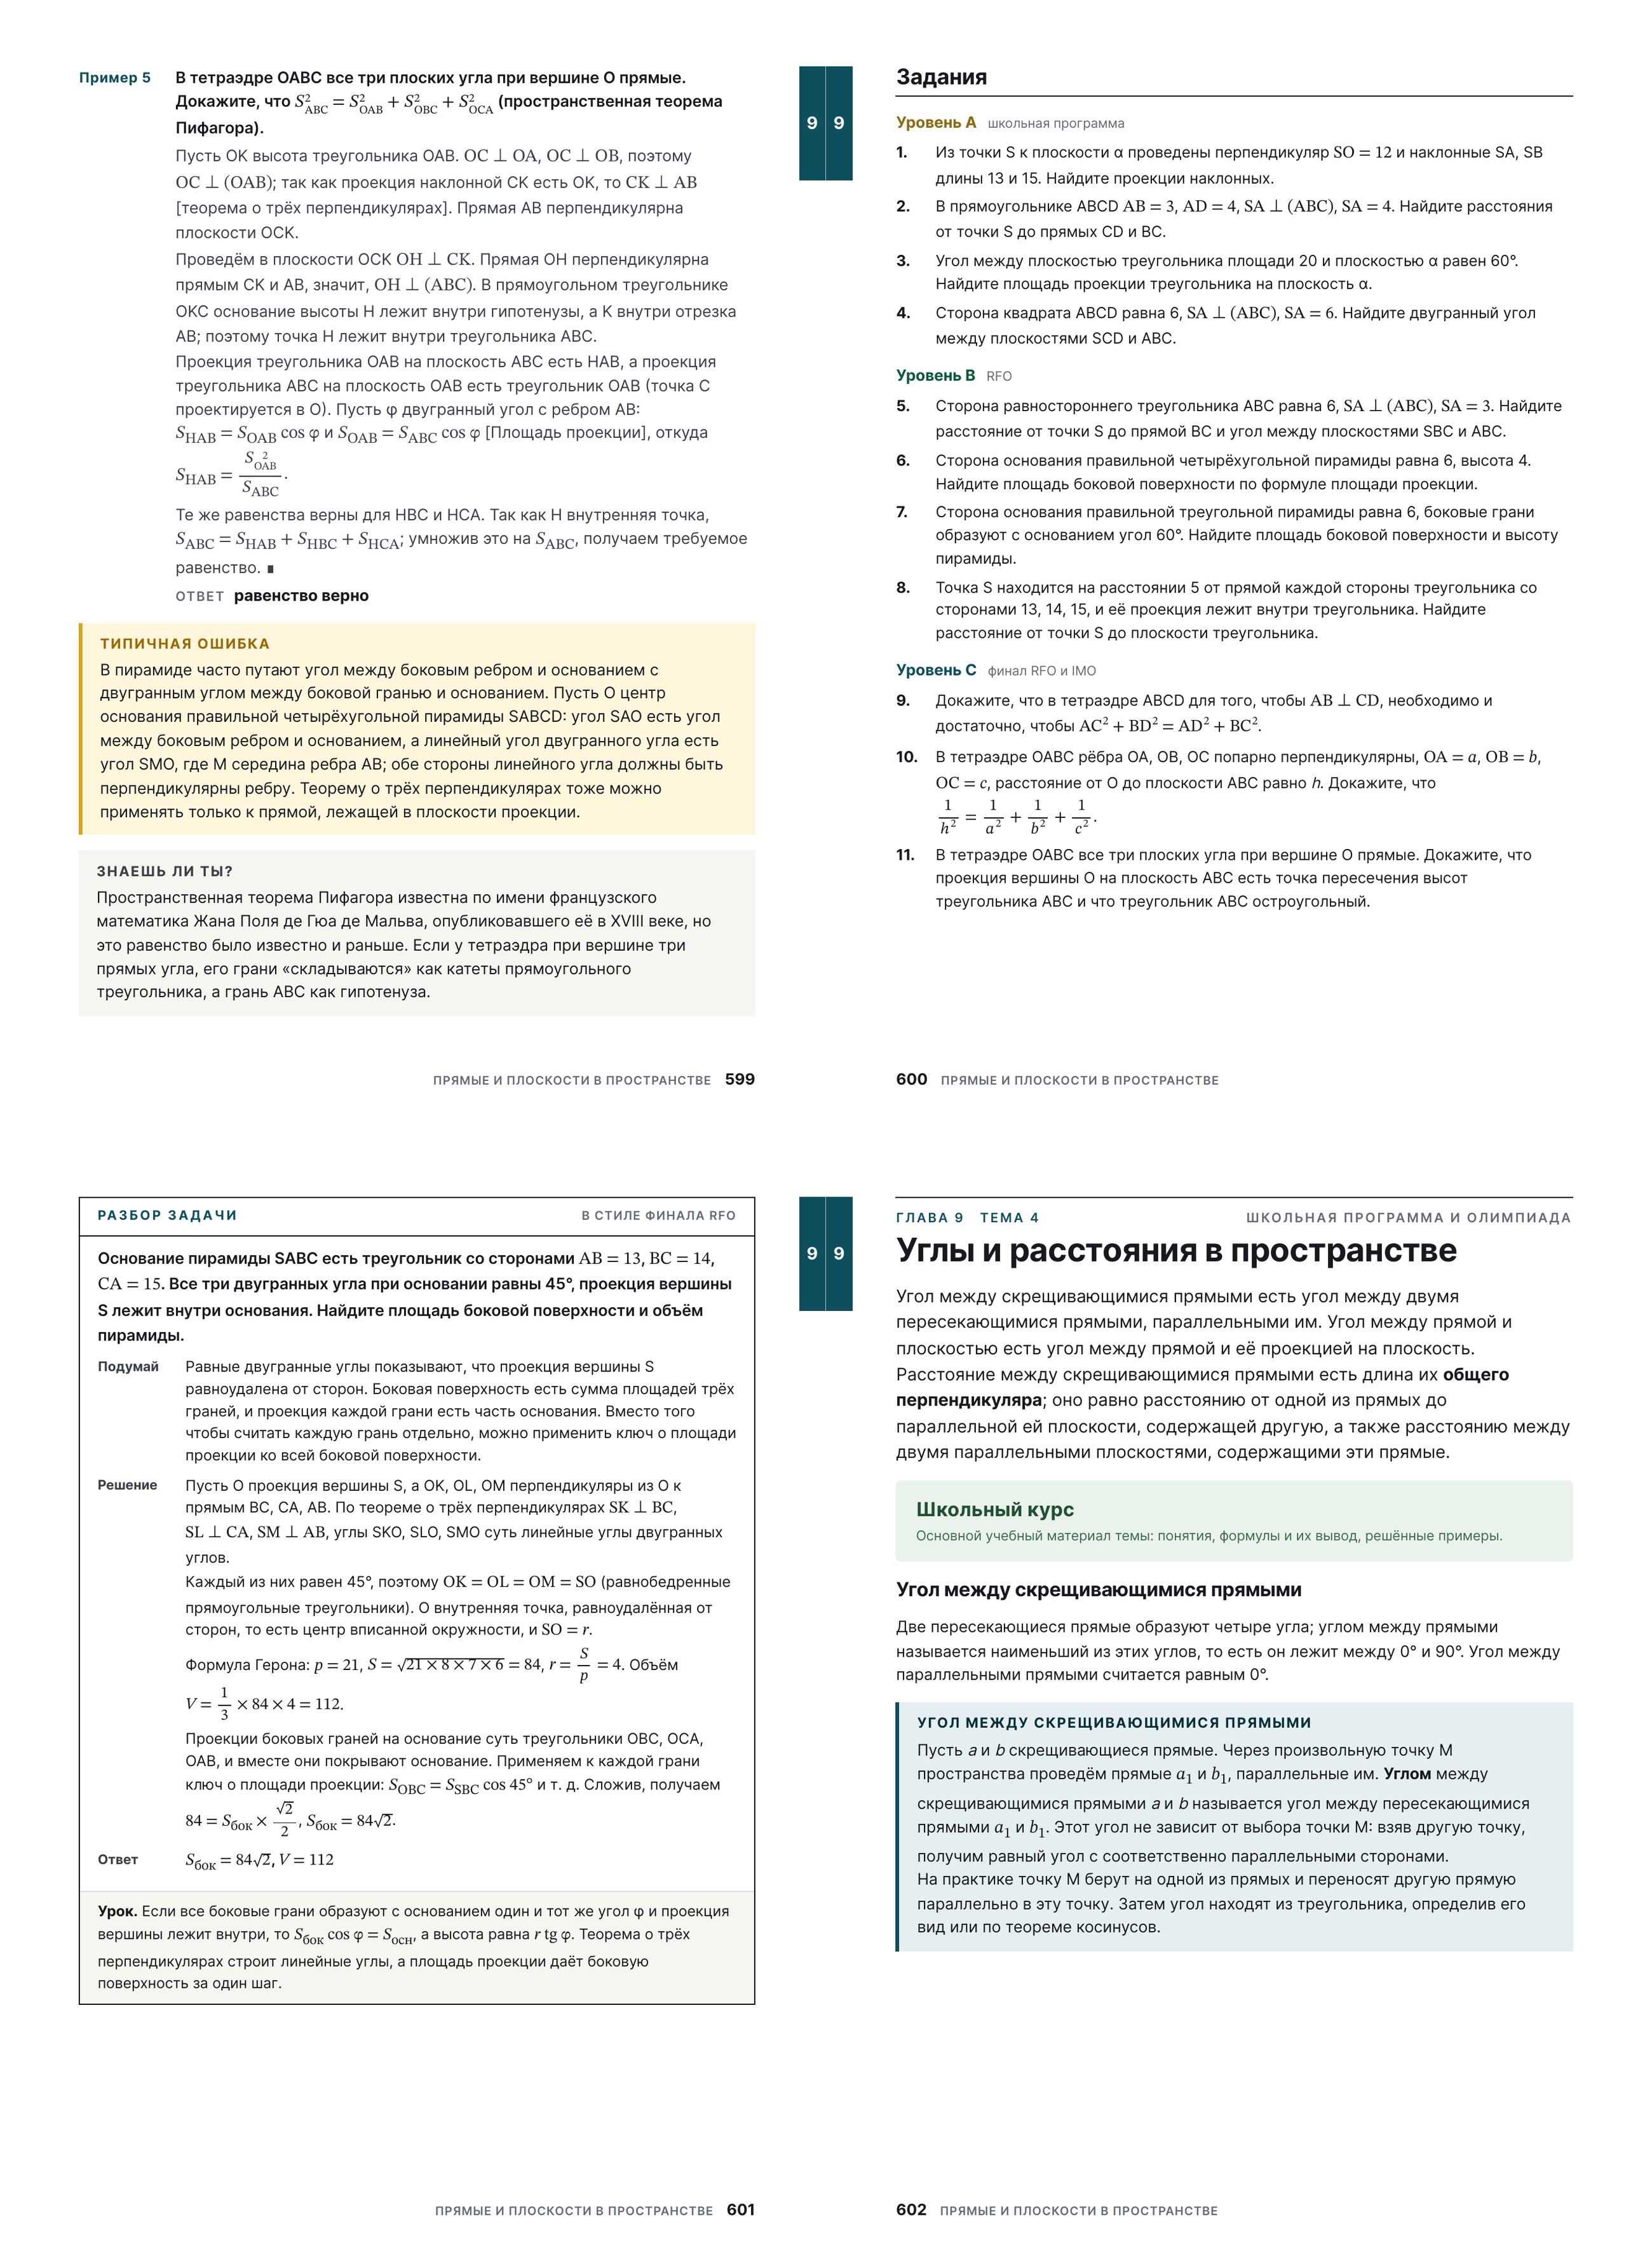 Пример 5
В тетраэдре OABC все три плоских угла при вершине O прямые.
Докажите, что S²_ABC = S²_OAB + S²_OBC + S²_OCA (пространственная теорема
Пифагора).
Пусть OK высота треугольника OAB. OC ⊥ OA, OC ⊥ OB, поэтому
OC ⊥ (OAB); так как проекция наклонной CK есть OK, то CK ⊥ AB
[теорема о трёх перпендикулярах]. Прямая AB перпендикулярна
плоскости OCK.
Проведём в плоскости OCK OH ⊥ CK. Прямая OH перпендикулярна
прямым CK и AB, значит, OH ⊥ (ABC). В прямоугольном треугольнике
OKC основание высоты H лежит внутри гипотенузы, а K внутри отрезка
AB; поэтому точка H лежит внутри треугольника ABC.
Проекция треугольника OAB на плоскость ABC есть HAB, а проекция
треугольника ABC на плоскость OAB есть треугольник OAB (точка C
проектируется в O). Пусть φ двугранный угол с ребром AB:
S_HAB = S_OAB cos φ и S_OAB = S_ABC cos φ [Площадь проекции], откуда
S_HAB = S_OAB² / S_ABC.
Те же равенства верны для HBC и HCA. Так как H внутренняя точка,
S_ABC = S_HAB + S_HBC + S_HCA; умножив это на S_ABC, получаем требуемое
равенство. ∎
ОТВЕТ равенство верно
ТИПИЧНАЯ ОШИБКА
В пирамиде часто путают угол между боковым ребром и основанием с
двугранным углом между боковой гранью и основанием. Пусть O центр
основания правильной четырёхугольной пирамиды SABCD: угол SAO есть угол
между боковым ребром и основанием, а линейный угол двугранного угла есть
угол SMO, где M середина ребра AB; обе стороны линейного угла должны быть
перпендикулярны ребру. Теорему о трёх перпендикулярах тоже можно
применять только к прямой, лежащей в плоскости проекции.
ЗНАЕШЬ ЛИ ТЫ?
Пространственная теорема Пифагора известна по имени французского
математика Жана Поля де Гюа де Мальва, опубликовавшего её в XVIII веке, но
это равенство было известно и раньше. Если у тетраэдра при вершине три
прямых угла, его грани «складываются» как катеты прямоугольного
треугольника, а грань ABC как гипотенуза.
ПРЯМЫЕ И ПЛОСКОСТИ В ПРОСТРАНСТВЕ 599
9 9
Задания
Уровень A школьная программа
1. Из точки S к плоскости α проведены перпендикуляр SO = 12 и наклонные SA, SB
длины 13 и 15. Найдите проекции наклонных.
2. В прямоугольнике ABCD AB = 3, AD = 4, SA ⊥ (ABC), SA = 4. Найдите расстояния
от точки S до прямых CD и BC.
3. Угол между плоскостью треугольника площади 20 и плоскостью α равен 60°.
Найдите площадь проекции треугольника на плоскость α.
4. Сторона квадрата ABCD равна 6, SA ⊥ (ABC), SA = 6. Найдите двугранный угол
между плоскостями SCD и ABC.
Уровень B RFO
5. Сторона равностороннего треугольника ABC равна 6, SA ⊥ (ABC), SA = 3. Найдите
расстояние от точки S до прямой BC и угол между плоскостями SBC и ABC.
6. Сторона основания правильной четырёхугольной пирамиды равна 6, высота 4.
Найдите площадь боковой поверхности по формуле площади проекции.
7. Сторона основания правильной треугольной пирамиды равна 6, боковые грани
образуют с основанием угол 60°. Найдите площадь боковой поверхности и высоту
пирамиды.
8. Точка S находится на расстоянии 5 от прямой каждой стороны треугольника со
сторонами 13, 14, 15, и её проекция лежит внутри треугольника. Найдите
расстояние от точки S до плоскости треугольника.
Уровень C финал RFO и IMO
9. Докажите, что в тетраэдре ABCD для того, чтобы AB ⊥ CD, необходимо и
достаточно, чтобы AC² + BD² = AD² + BC².
10. В тетраэдре OABC рёбра OA, OB, OC попарно перпендикулярны, OA = a, OB = b,
OC = c, расстояние от O до плоскости ABC равно h. Докажите, что
1/h² = 1/a² + 1/b² + 1/c².
11. В тетраэдре OABC все три плоских угла при вершине O прямые. Докажите, что
проекция вершины O на плоскость ABC есть точка пересечения высот
треугольника ABC и что треугольник ABC остроугольный.
600 ПРЯМЫЕ И ПЛОСКОСТИ В ПРОСТРАНСТВЕ
РАЗБОР ЗАДАЧИ В СТИЛЕ ФИНАЛА RFO
Основание пирамиды SABC есть треугольник со сторонами AB = 13, BC = 14,
CA = 15. Все три двугранных угла при основании равны 45°, проекция вершины
S лежит внутри основания. Найдите площадь боковой поверхности и объём
пирамиды.
Подумай
Равные двугранные углы показывают, что проекция вершины S
равноудалена от сторон. Боковая поверхность есть сумма площадей трёх
граней, и проекция каждой грани есть часть основания. Вместо того
чтобы считать каждую грань отдельно, можно применить ключ о площади
проекции ко всей боковой поверхности.
Решение
Пусть O проекция вершины S, а OK, OL, OM перпендикуляры из O к
прямым BC, CA, AB. По теореме о трёх перпендикулярах SK ⊥ BC,
SL ⊥ CA, SM ⊥ AB, углы SKO, SLO, SMO суть линейные углы двугранных
углов.
Каждый из них равен 45°, поэтому OK = OL = OM = SO (равнобедренные
прямоугольные треугольники). O внутренняя точка, равноудалённая от
сторон, то есть центр вписанной окружности, и SO = r.
Формула Герона: p = 21, S = √(21 × 8 × 7 × 6) = 84, r = S/p = 4. Объём
V = 1/3 × 84 × 4 = 112.
Проекции боковых граней на основание суть треугольники OBC, OCA,
OAB, и вместе они покрывают основание. Применяем к каждой грани
ключ о площади проекции: S_OBC = S_SBC cos 45° и т. д. Сложив, получаем
84 = S_бок × √2/2, S_бок = 84√2.
Ответ
S_бок = 84√2, V = 112
Урок. Если все боковые грани образуют с основанием один и тот же угол φ и проекция
вершины лежит внутри, то S_бок cos φ = S_осн, а высота равна r tg φ. Теорема о трёх
перпендикулярах строит линейные углы, а площадь проекции даёт боковую
поверхность за один шаг.
ПРЯМЫЕ И ПЛОСКОСТИ В ПРОСТРАНСТВЕ 601
9 9
ГЛАВА 9 ТЕМА 4 ШКОЛЬНАЯ ПРОГРАММА И ОЛИМПИАДА
Углы и расстояния в пространстве
Угол между скрещивающимися прямыми есть угол между двумя
пересекающимися прямыми, параллельными им. Угол между прямой и
плоскостью есть угол между прямой и её проекцией на плоскость.
Расстояние между скрещивающимися прямыми есть длина их общего
перпендикуляра; оно равно расстоянию от одной из прямых до
параллельной ей плоскости, содержащей другую, а также расстоянию между
двумя параллельными плоскостями, содержащими эти прямые.
Школьный курс
Основной учебный материал темы: понятия, формулы и их вывод, решённые примеры.
Угол между скрещивающимися прямыми
Две пересекающиеся прямые образуют четыре угла; углом между прямыми
называется наименьший из этих углов, то есть он лежит между 0° и 90°. Угол между
параллельными прямыми считается равным 0°.
УГОЛ МЕЖДУ СКРЕЩИВАЮЩИМИСЯ ПРЯМЫМИ
Пусть a и b скрещивающиеся прямые. Через произвольную точку M
пространства проведём прямые a₁ и b₁, параллельные им. Углом между
скрещивающимися прямыми a и b называется угол между пересекающимися
прямыми a₁ и b₁. Этот угол не зависит от выбора точки M: взяв другую точку,
получим равный угол с соответственно параллельными сторонами.
На практике точку M берут на одной из прямых и переносят другую прямую
параллельно в эту точку. Затем угол находят из треугольника, определив его
вид или по теореме косинусов.
602 ПРЯМЫЕ И ПЛОСКОСТИ В ПРОСТРАНСТВЕ